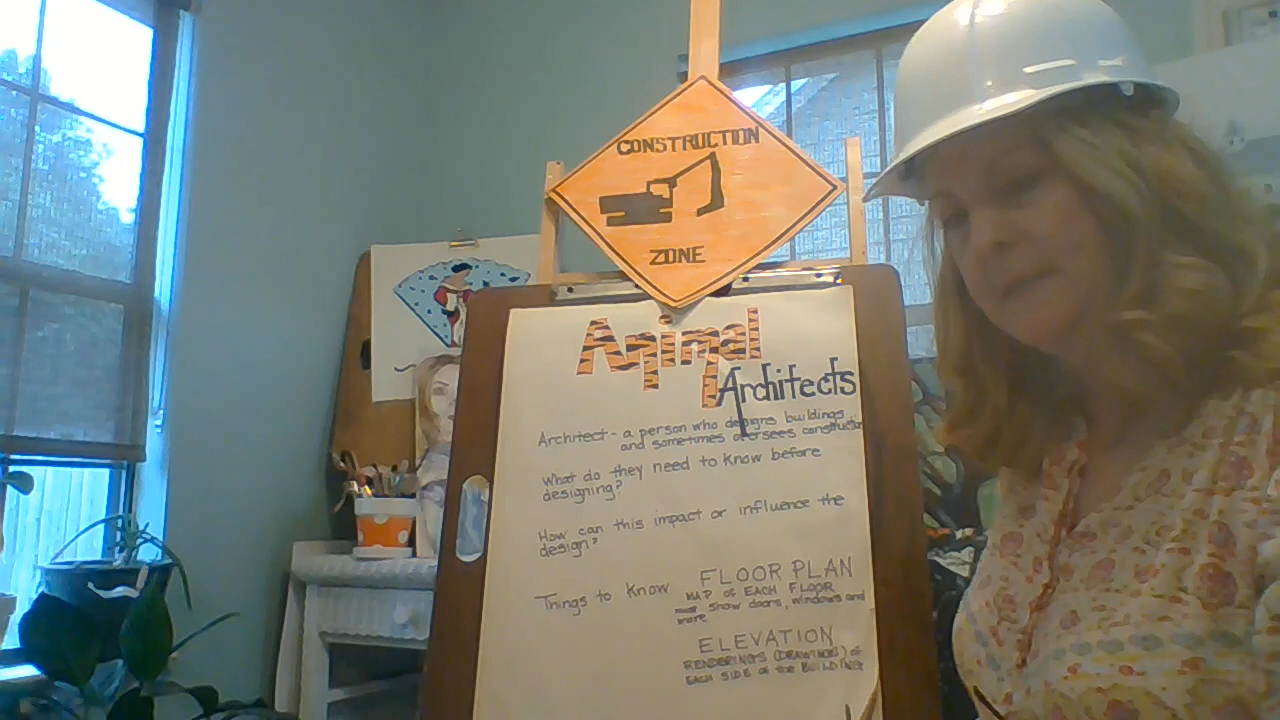 CONSTRUCTION
ZONE
Animal
Architects
Architect - a person who designs buildings
and sometimes oversees
What do they need to know before
designing?
How can this impact or influence the
design?
Things to know
FLOOR PLAN
MAP OF EACH FLOOR
show doors, windows and
more
ELEVATION
RENDERINGS (DRAWINGS) of
EACH SIDE OF THE BUILDING